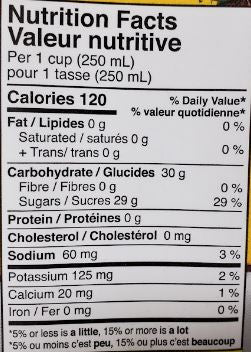 Nutrition Facts
Valeur nutritive
Per 1 cup (250 mL)
pour 1 tasse (250 mL)
Calories 120 % Daily Value*
% valeur quotidienne*
Fat / Lipides 0 g 0 %
Saturated / saturés 0 g
+ Trans/ trans 0 g 0 %
Carbohydrate / Glucides 30 g
Fibre / Fibres 0 g 0 %
Sugars / Sucres 29 g 29 %
Protein / Protéines 0 g
Cholesterol / Cholestérol 0 mg
Sodium 60 mg 3 %
Potassium 125 mg 2 %
Calcium 20 mg 1 %
Iron / Fer 0 mg 0 %
*5% or less is a little, 15% or more is a lot
*5% ou moins c'est peu, 15% ou plus c'est beaucoup